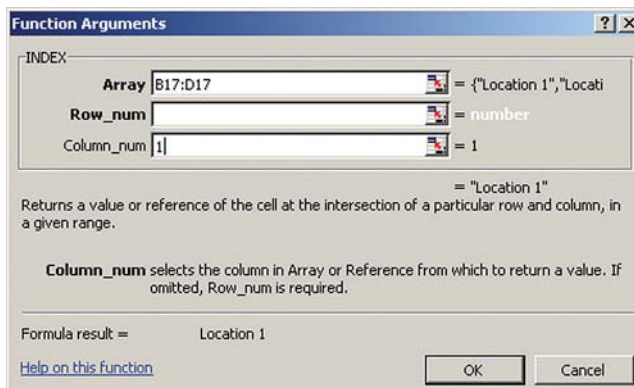 Function Arguments
INDEX
Array B17:D17 = {"Location 1","Locati
Row_num = number
Column_num 1 = 1
= "Location 1"
Returns a value or reference of the cell at the intersection of a particular row and column, in
a given range.
Column_num selects the column in Array or Reference from which to return a value. If
omitted, Row_num is required.
Formula result = Location 1
Help on this function OK Cancel